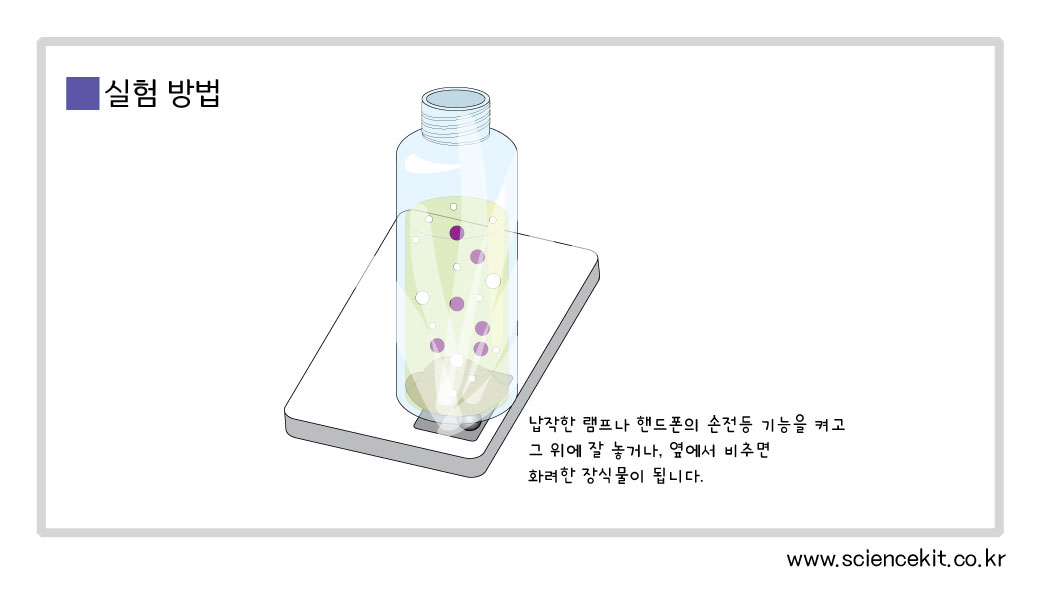 실험 방법
납작한 램프나 핸드폰의 손전등 기능을 켜고
그 위에 잘 놓거나, 옆에서 비추면
화려한 장식물이 됩니다.
www.sciencekit.co.kr